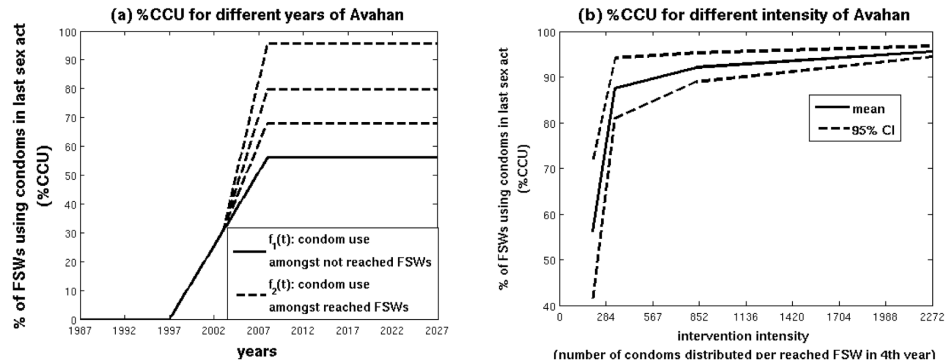 (a) %CCU for different years of Avahan
% of FSWs using condoms in last sex act
(%CCU)
100
90
80
70
60
50
40
30
20
10
0
1987 1992 1997 2002 2007 2012 2017 2022 2027
years
f1(t): condom use
amongst not reached FSWs
f2(t): condom use
amongst reached FSWs
(b) %CCU for different intensity of Avahan
% of FSWs using condoms in last sex act
(%CCU)
100
90
80
70
60
50
40
0 284 567 852 1136 1420 1704 1988 2272
mean
95% CI
intervention intensity
(number of condoms distributed per reached FSW in 4th year)